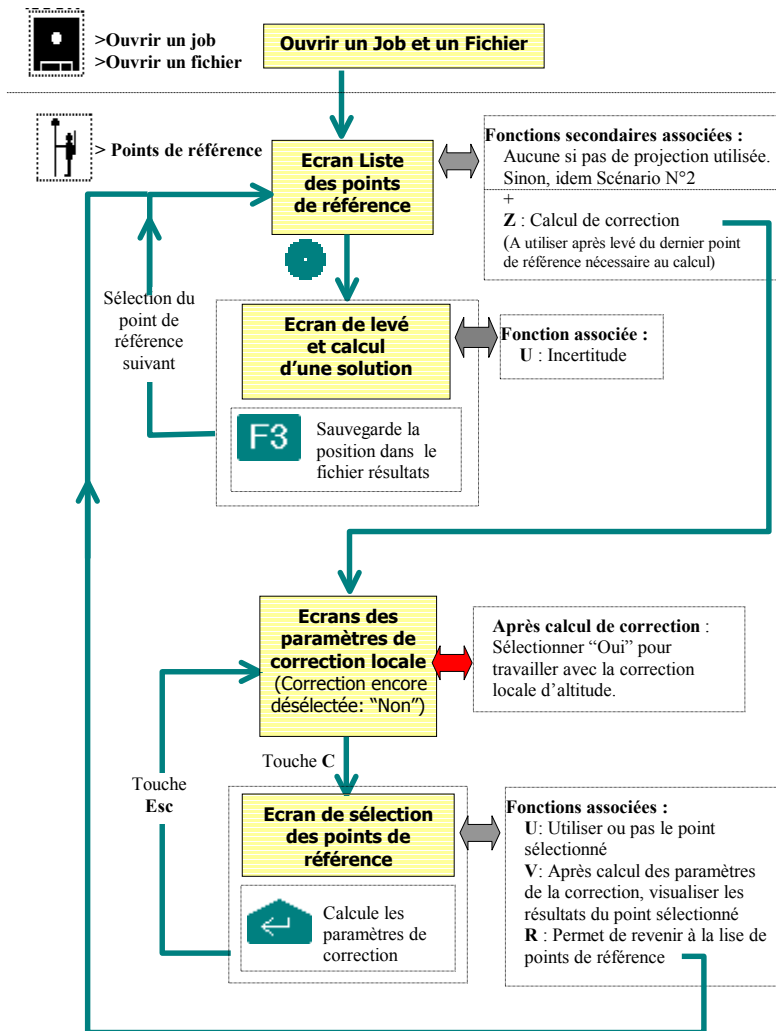 >Ouvrir un job
>Ouvrir un fichier
Ouvrir un Job et un Fichier
> Points de référence
Ecran Liste
des points
de référence
Fonctions secondaires associées :
Aucune si pas de projection utilisée.
Sinon, idem Scénario N°2
+
Z : Calcul de correction
(A utiliser après levé du dernier point
de référence nécessaire au calcul)
Sélection du
point de
référence
suivant
Ecran de levé
et calcul
d’une solution
Fonction associée :
U : Incertitude
F3
Sauvegarde la
position dans le
fichier résultats
Ecrans des
paramètres de
correction locale
(Correction encore
désélectée: “Non”)
Après calcul de correction :
Sélectionner “Oui” pour
travailler avec la correction
locale d’altitude.
Touche C
Touche
Esc
Ecran de sélection
des points de
référence
Fonctions associées :
U: Utiliser ou pas le point
sélectionné
V: Après calcul des paramètres
de la correction, visualiser les
résultats du point sélectionné
R : Permet de revenir à la lise de
points de référence
Calcule les
paramètres de
correction